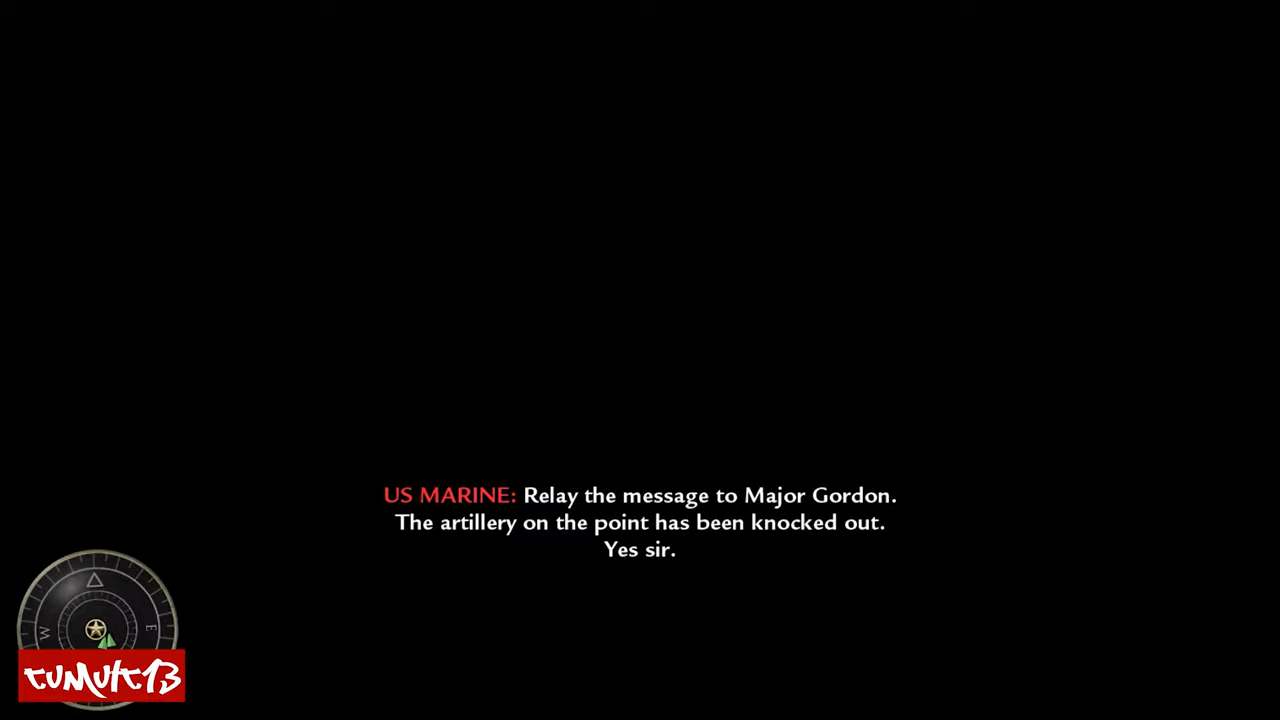 US MARINE: Relay the message to Major Gordon.
The artillery on the point has been knocked out.
Yes sir.
W
E
tumult13